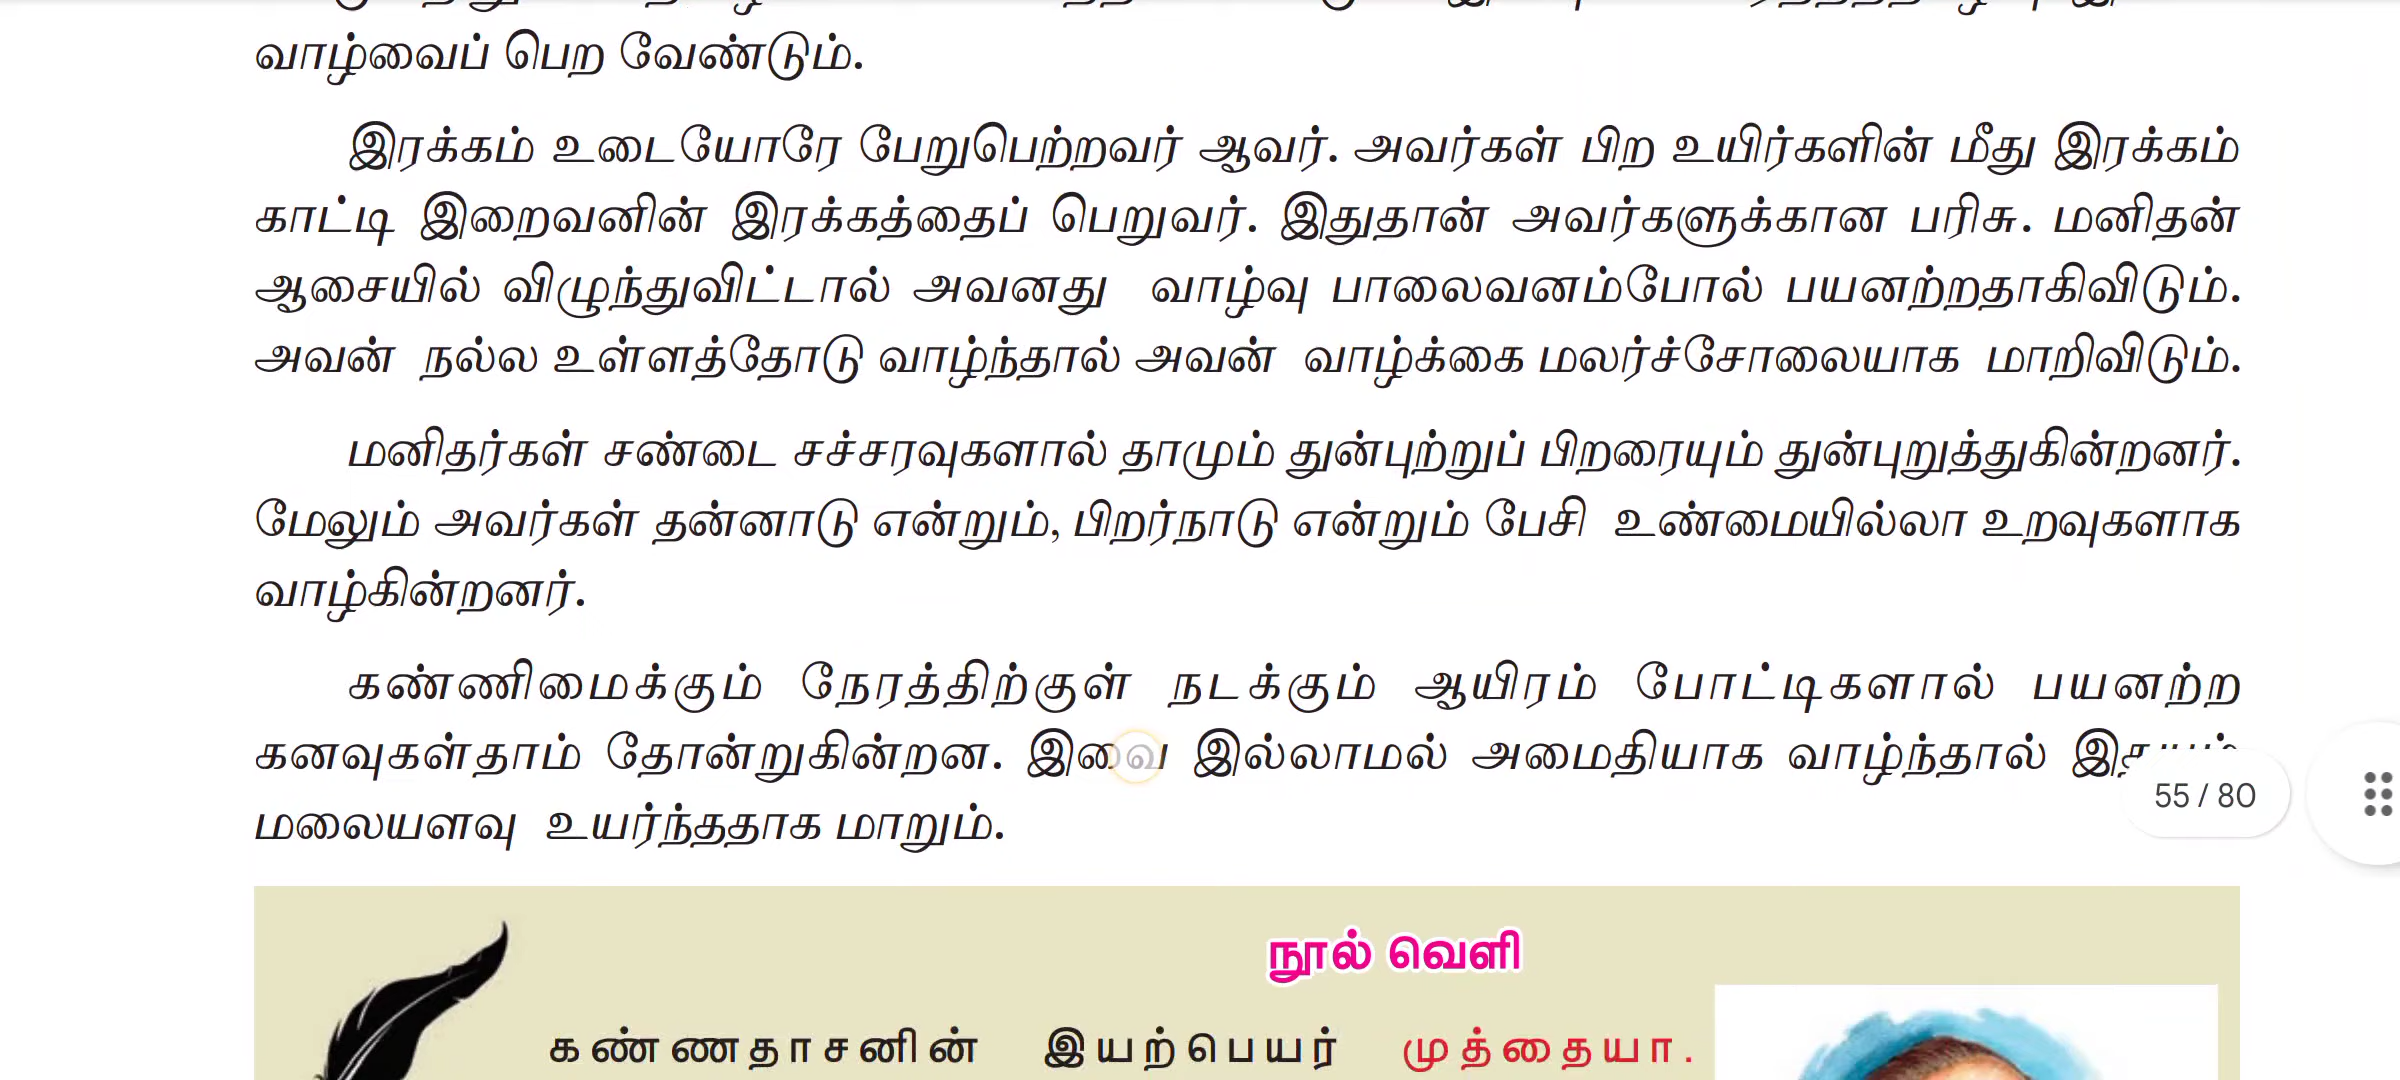 வாழ்வைப் பெற வேண்டும்.
இரக்கம் உடையோரே பேறுபெற்றவர் ஆவர். அவர்கள் பிற உயிர்களின் மீது இரக்கம்
காட்டி இறைவனின் இரக்கத்தைப் பெறுவர். இதுதான் அவர்களுக்கான பரிசு. மனிதன்
ஆசையில் விழுந்துவிட்டால் அவனது வாழ்வு பாலைவனம்போல் பயனற்றதாகிவிடும்.
அவன் நல்ல உள்ளத்தோடு வாழ்ந்தால் அவன் வாழ்க்கை மலர்ச்சோலையாக மாறிவிடும்.
மனிதர்கள் சண்டை சச்சரவுகளால் தாமும் துன்புற்றுப் பிறரையும் துன்புறுத்துகின்றனர்.
மேலும் அவர்கள் தன்னாடு என்றும், பிறர்நாடு என்றும் பேசி உண்மையில்லா உறவுகளாக
வாழ்கின்றனர்.
கண்ணிமைக்கும் நேரத்திற்குள் நடக்கும் ஆயிரம் போட்டிகளால் பயனற்ற
கனவுகள்தாம் தோன்றுகின்றன. இவை இல்லாமல் அமைதியாக வாழ்ந்தால்
55 / 80
மலையளவு உயர்ந்ததாக மாறும்.
நூல் வெளி
கண்ணதாசனின் இயற்பெயர் முத்தையா.